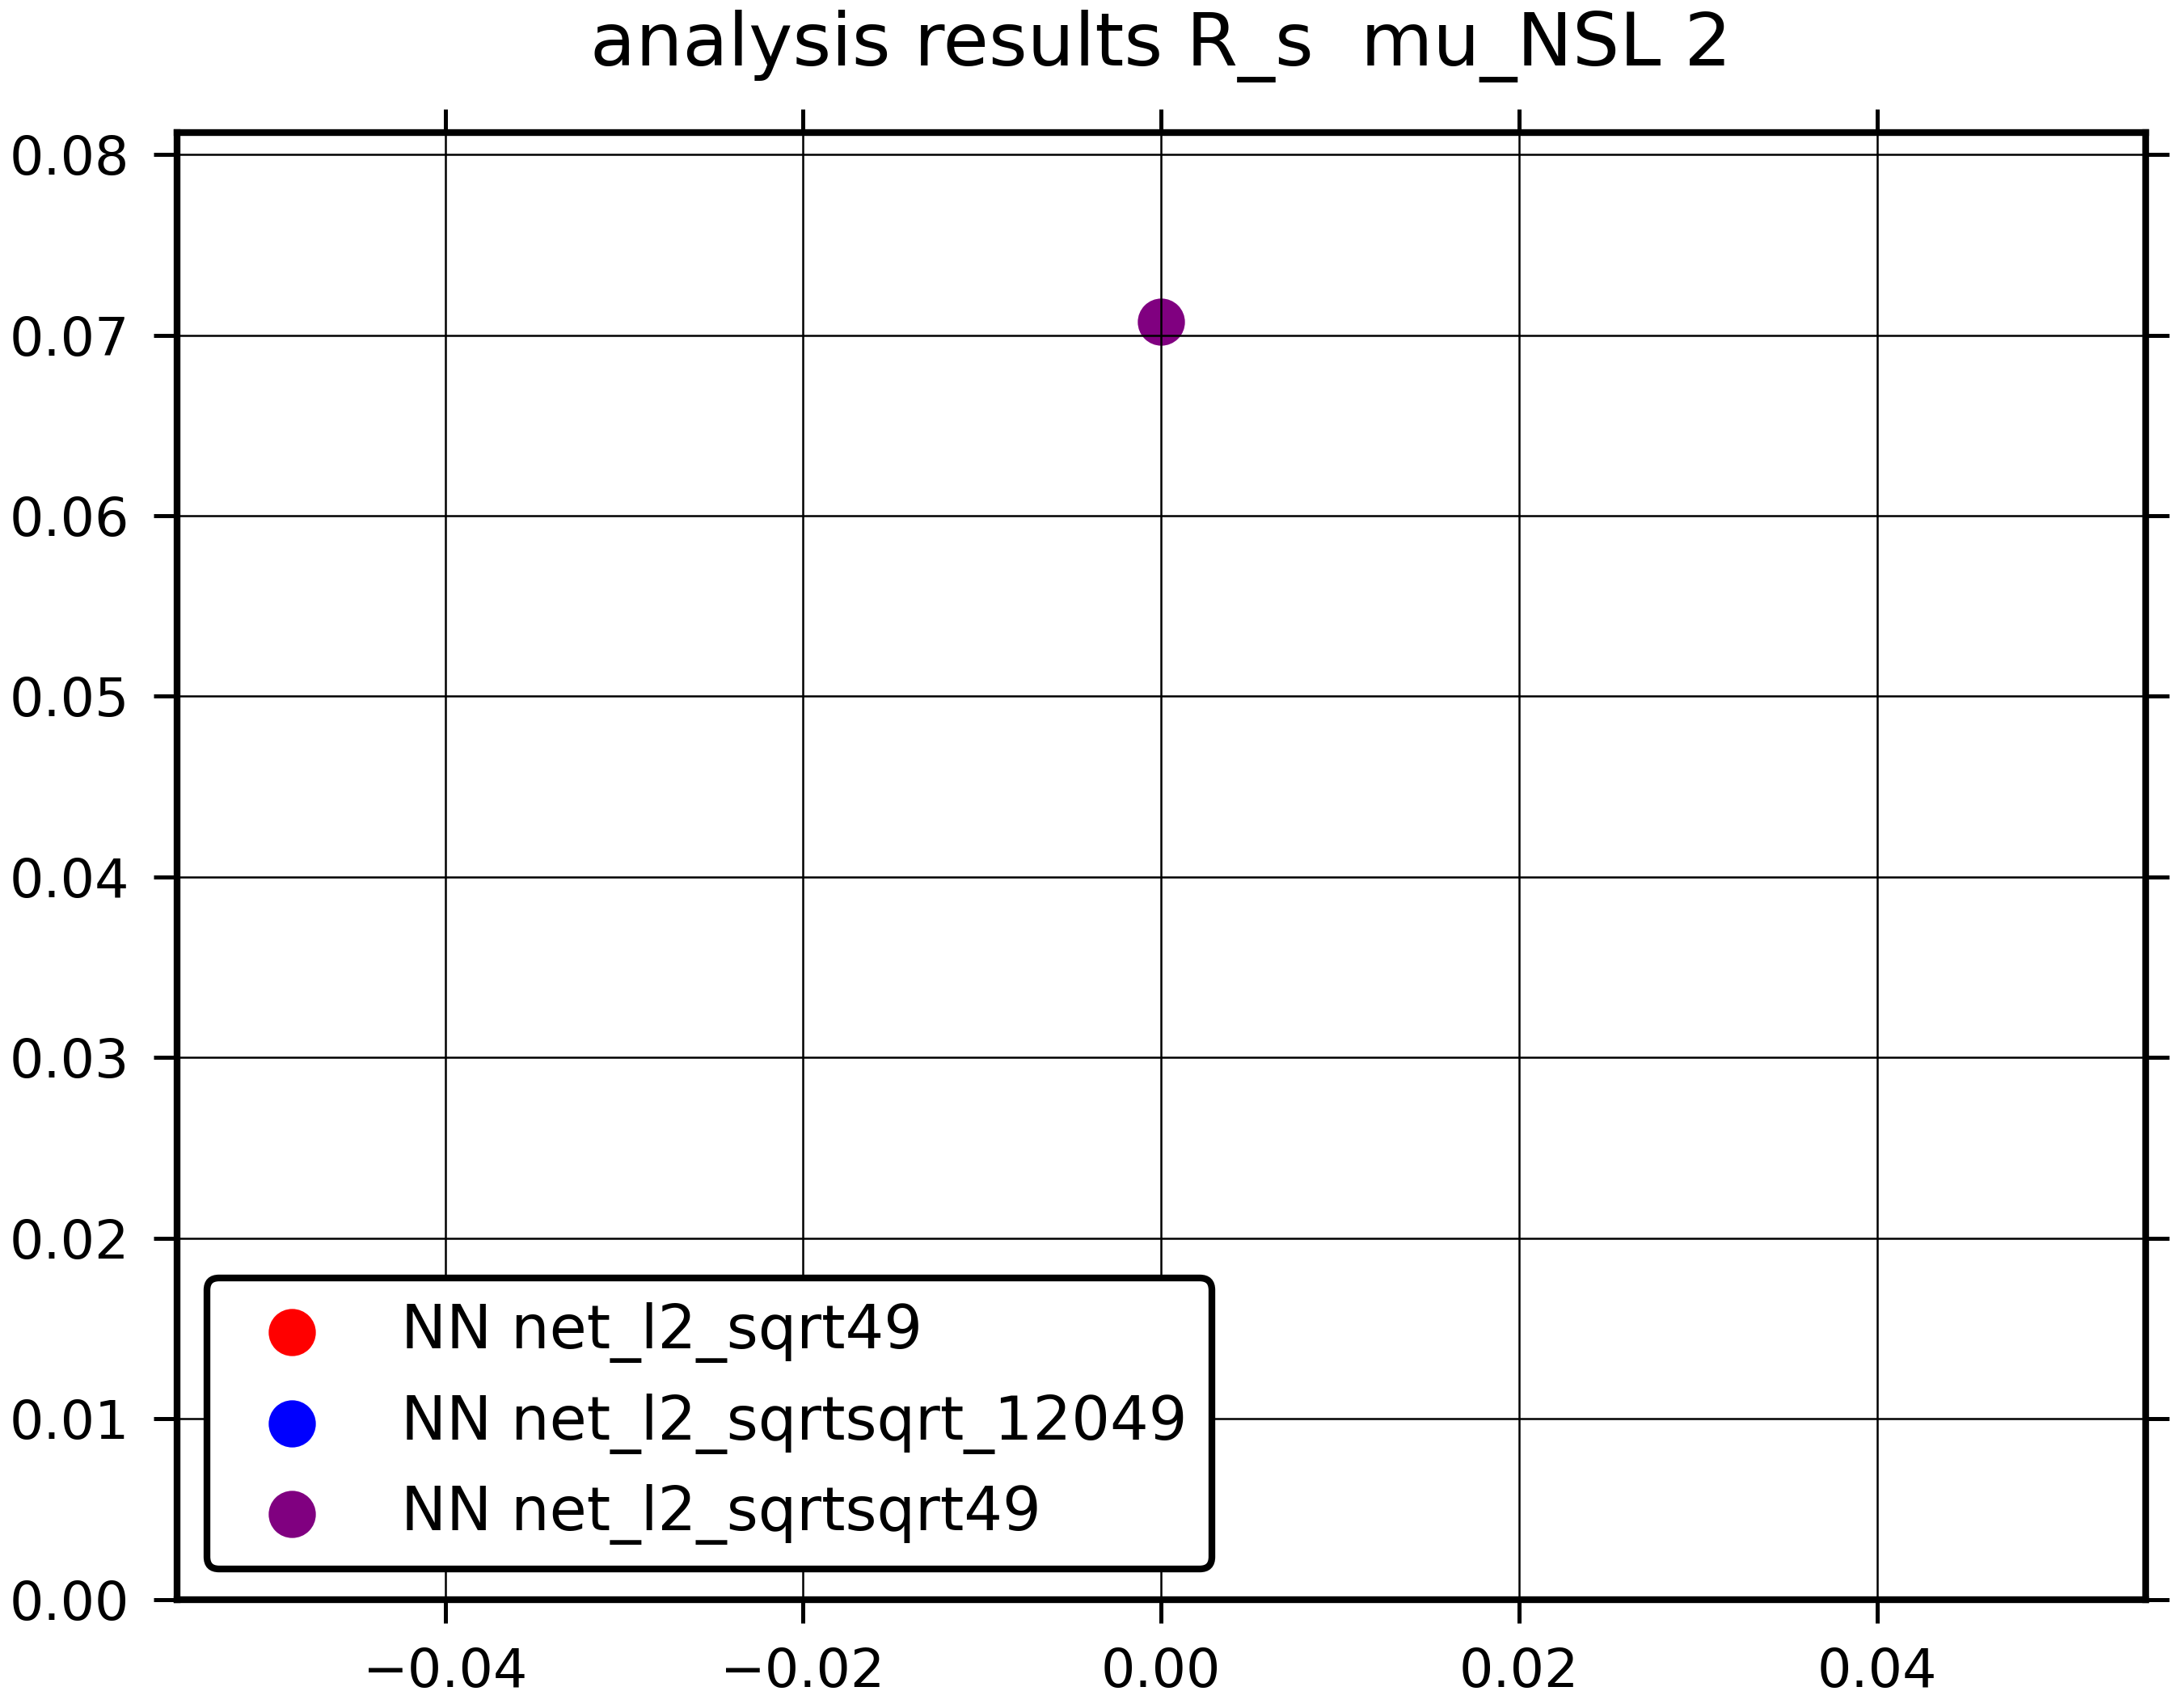 analysis results R_s  mu_NSL 2
0.08
0.07
0.06
0.05
0.04
0.03
0.02
0.01
0.00
NN net_l2_sqrt49
NN net_l2_sqrtsqrt_12049
NN net_l2_sqrtsqrt49
−0.04 −0.02 0.00 0.02 0.04